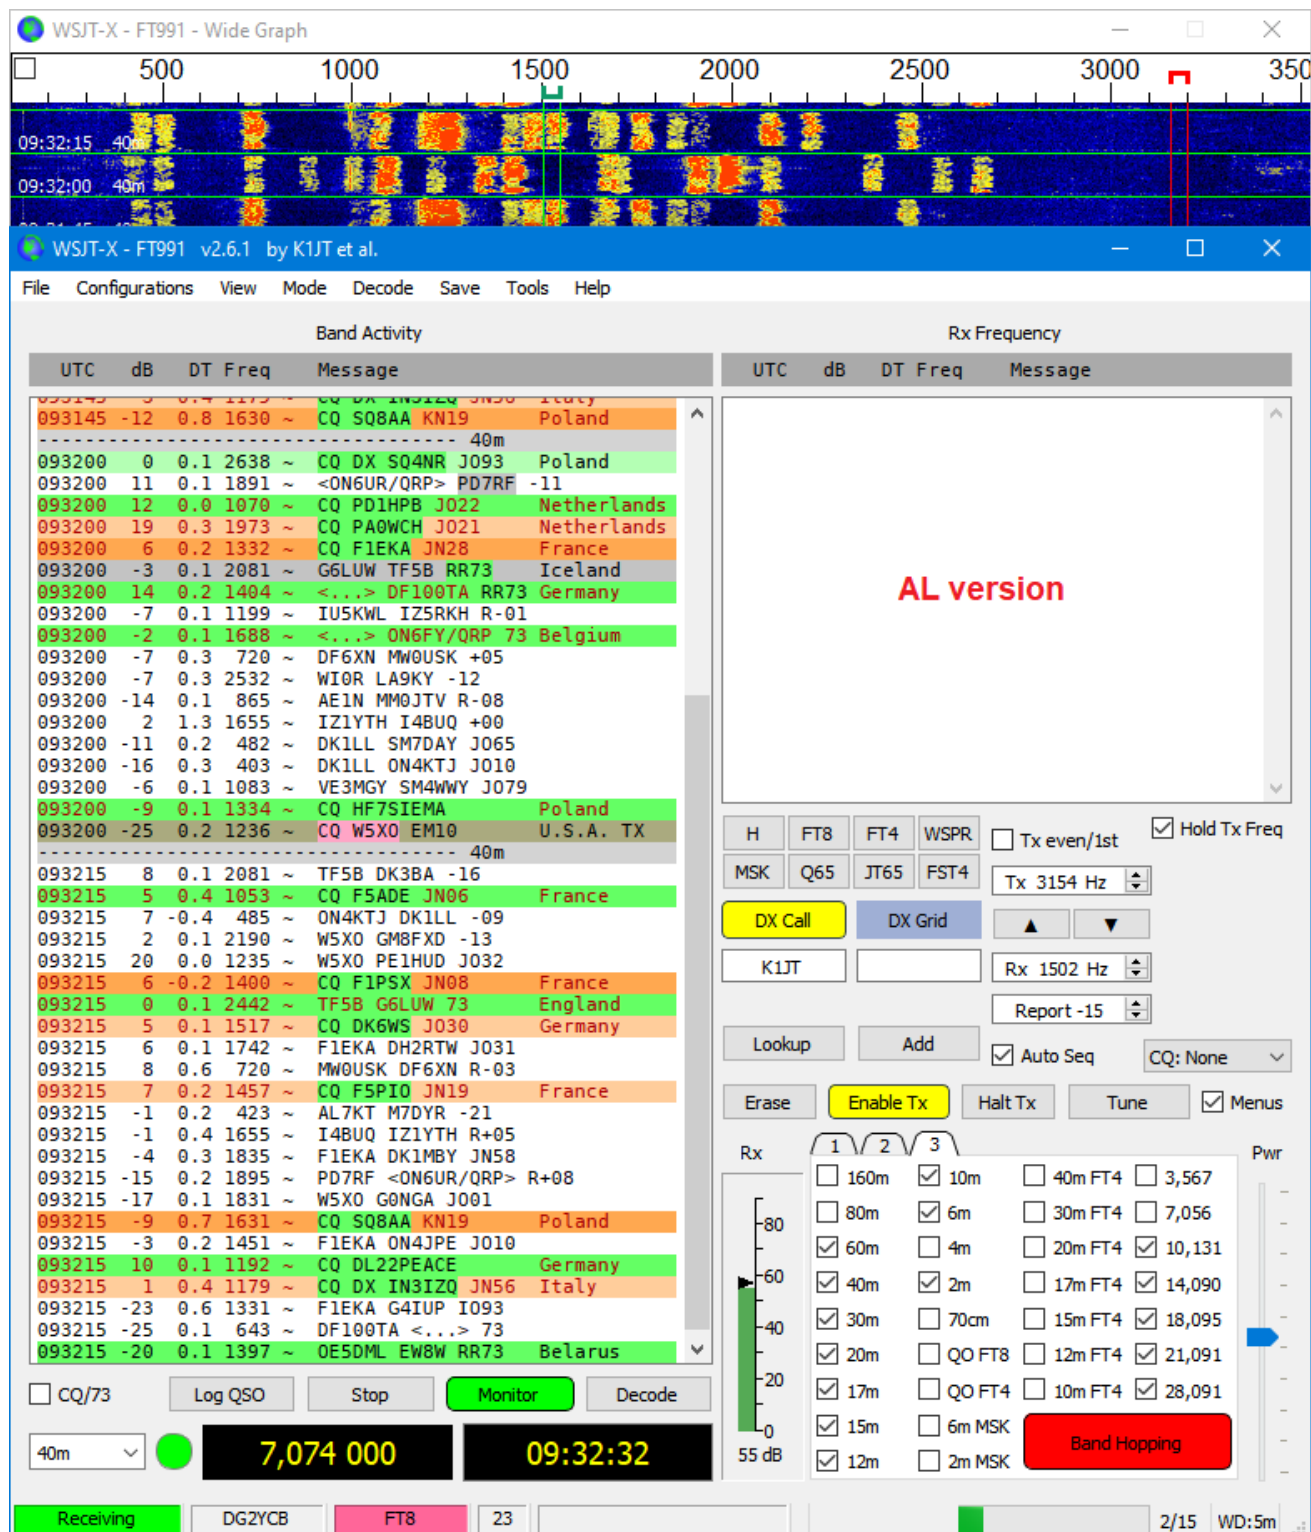 WSJT-X - FT991 - Wide Graph
500 1000 1500 2000 2500 3000 350
09:32:15 40m
09:32:00 40m
WSJT-X - FT991 v2.6.1 by K1JT et al.
File Configurations View Mode Decode Save Tools Help
Band Activity
UTC dB DT Freq Message
093145 3 0.4 1179 ~ CQ DX IN3IZQ JN56 Italy
093145 -12 0.8 1630 ~ CQ SQ8AA KN19 Poland
------------------------------------ 40m
093200 0 0.1 2638 ~ CQ DX SQ4NR JO93 Poland
093200 11 0.1 1891 ~ <ON6UR/QRP> PD7RF -11
093200 12 0.0 1070 ~ CQ PD1HPB JO22 Netherlands
093200 19 0.3 1973 ~ CQ PA0WCH JO21 Netherlands
093200 6 0.2 1332 ~ CQ F1EKA JN28 France
093200 -3 0.1 2081 ~ G6LUW TF5B RR73 Iceland
093200 14 0.2 1404 ~ <...> DF100TA RR73 Germany
093200 -7 0.1 1199 ~ IU5KWL IZ5RKH R-01
093200 -2 0.1 1688 ~ <...> ON6FY/QRP 73 Belgium
093200 -7 0.3 720 ~ DF6XN MW0USK +05
093200 -7 0.3 2532 ~ WI0R LA9KY -12
093200 -14 0.1 865 ~ AE1N MM0JTV R-08
093200 2 1.3 1655 ~ IZ1YTH I4BUQ +00
093200 -11 0.2 482 ~ DK1LL SM7DAY JO65
093200 -16 0.3 403 ~ DK1LL ON4KTJ JO10
093200 -6 0.1 1083 ~ VE3MGY SM4WWY JO79
093200 -9 0.1 1334 ~ CQ HF7SIEMA Poland
093200 -25 0.2 1236 ~ CQ W5XO EM10 U.S.A. TX
------------------------------------ 40m
093215 8 0.1 2081 ~ TF5B DK3BA -16
093215 5 0.4 1053 ~ CQ F5ADE JN06 France
093215 7 -0.4 485 ~ ON4KTJ DK1LL -09
093215 2 0.1 2190 ~ W5XO GM8FXD -13
093215 20 0.0 1235 ~ W5XO PE1HUD JO32
093215 6 -0.2 1400 ~ CQ F1PSX JN08 France
093215 0 0.1 2442 ~ TF5B G6LUW 73 England
093215 5 0.1 1517 ~ CQ DK6WS JO30 Germany
093215 6 0.1 1742 ~ F1EKA DH2RTW JO31
093215 8 0.6 720 ~ MW0USK DF6XN R-03
093215 7 0.2 1457 ~ CQ F5PIO JN19 France
093215 -1 0.2 423 ~ AL7KT M7DYR -21
093215 -1 0.4 1655 ~ I4BUQ IZ1YTH R+05
093215 -4 0.3 1835 ~ F1EKA DK1MBY JN58
093215 -15 0.2 1895 ~ PD7RF <ON6UR/QRP> R+08
093215 -17 0.1 1831 ~ W5XO G0NGA JO01
093215 -9 0.7 1631 ~ CQ SQ8AA KN19 Poland
093215 -3 0.2 1451 ~ F1EKA ON4JPE JO10
093215 10 0.1 1192 ~ CQ DL22PEACE Germany
093215 1 0.4 1179 ~ CQ DX IN3IZQ JN56 Italy
093215 -23 0.6 1331 ~ F1EKA G4IUP IO93
093215 -25 0.1 643 ~ DF100TA <...> 73
093215 -20 0.1 1397 ~ OE5DML EW8W RR73 Belarus
CQ/73 Log QSO Stop Monitor Decode
40m 7,074 000 09:32:32
Rx Frequency
UTC dB DT Freq Message
AL version
H FT8 FT4 WSPR Tx even/1st Hold Tx Freq
MSK Q65 JT65 FST4 Tx 3154 Hz
DX Call DX Grid ▲ ▼
K1JT Rx 1502 Hz
Report -15
Lookup Add Auto Seq CQ: None
Erase Enable Tx Halt Tx Tune Menus
Rx 1 2 3 Pwr
160m 10m 40m FT4 3,567
80m 6m 30m FT4 7,056
60m 4m 20m FT4 10,131
40m 2m 17m FT4 14,090
30m 70cm 15m FT4 18,095
20m QO FT8 12m FT4 21,091
17m QO FT4 10m FT4 28,091
15m 6m MSK Band Hopping
12m 2m MSK
-80
-60
-40
-20
-0
55 dB
Receiving DG2YCB FT8 23 2/15 WD:5m